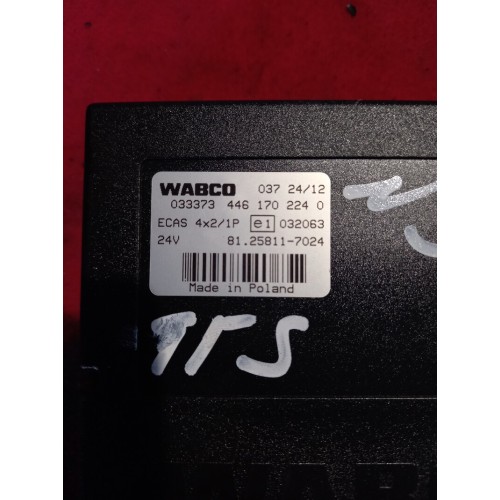 WABCO 037 24/12
033373 446 170 224 0
ECAS 4x2/1P e1 032063
24V 81.25811-7024
Made in Poland